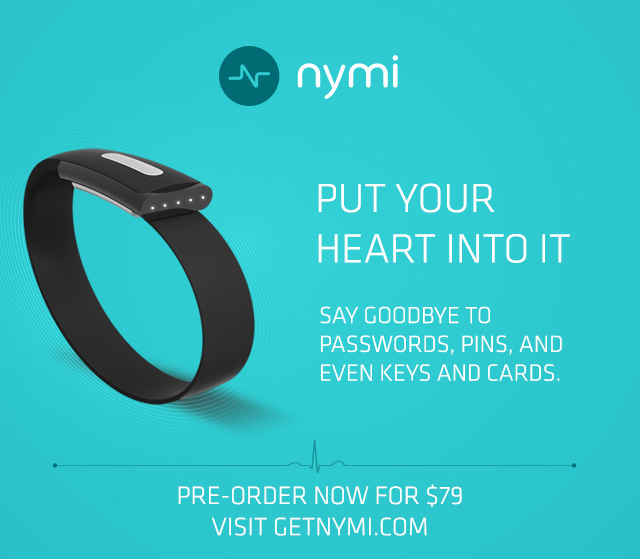 nymi
PUT YOUR
HEART INTO IT
SAY GOODBYE TO
PASSWORDS, PINS, AND
EVEN KEYS AND CARDS.
PRE-ORDER NOW FOR $79
VISIT GETNYMI.COM